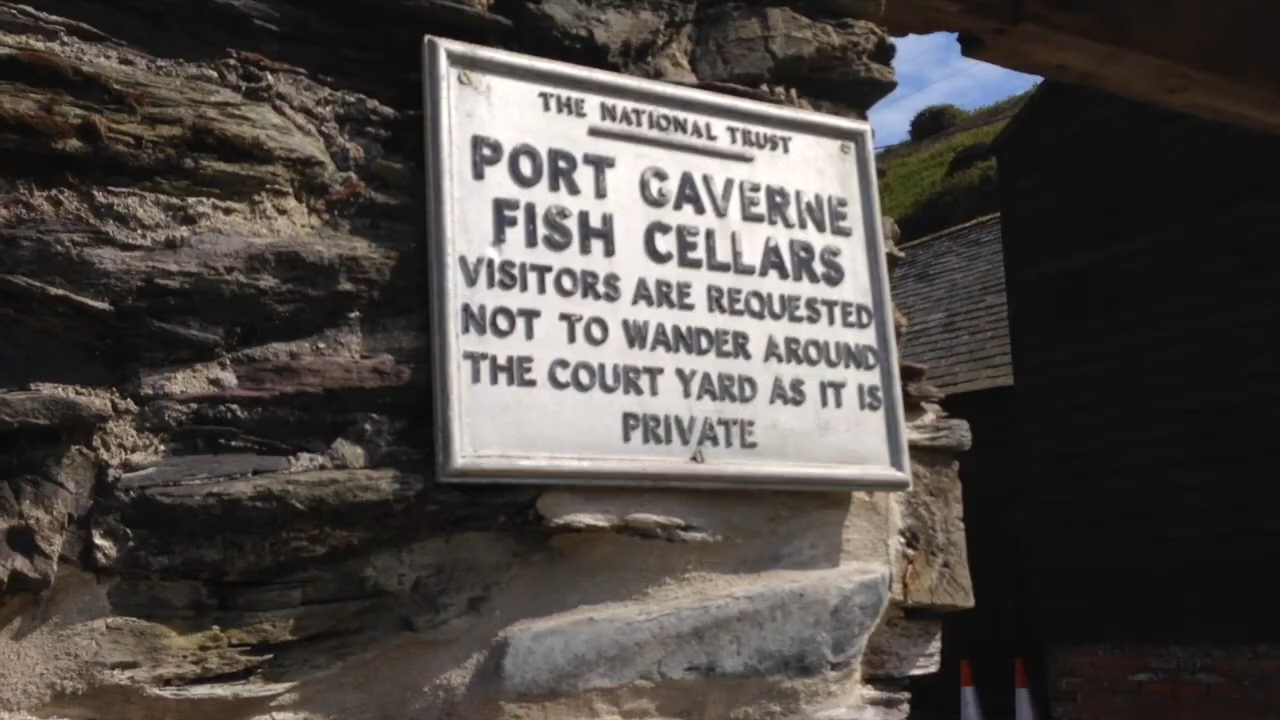 THE NATIONAL TRUST
PORT GAVERNE
FISH CELLARS
VISITORS ARE REQUESTED
NOT TO WANDER AROUND
THE COURT YARD AS IT IS
PRIVATE